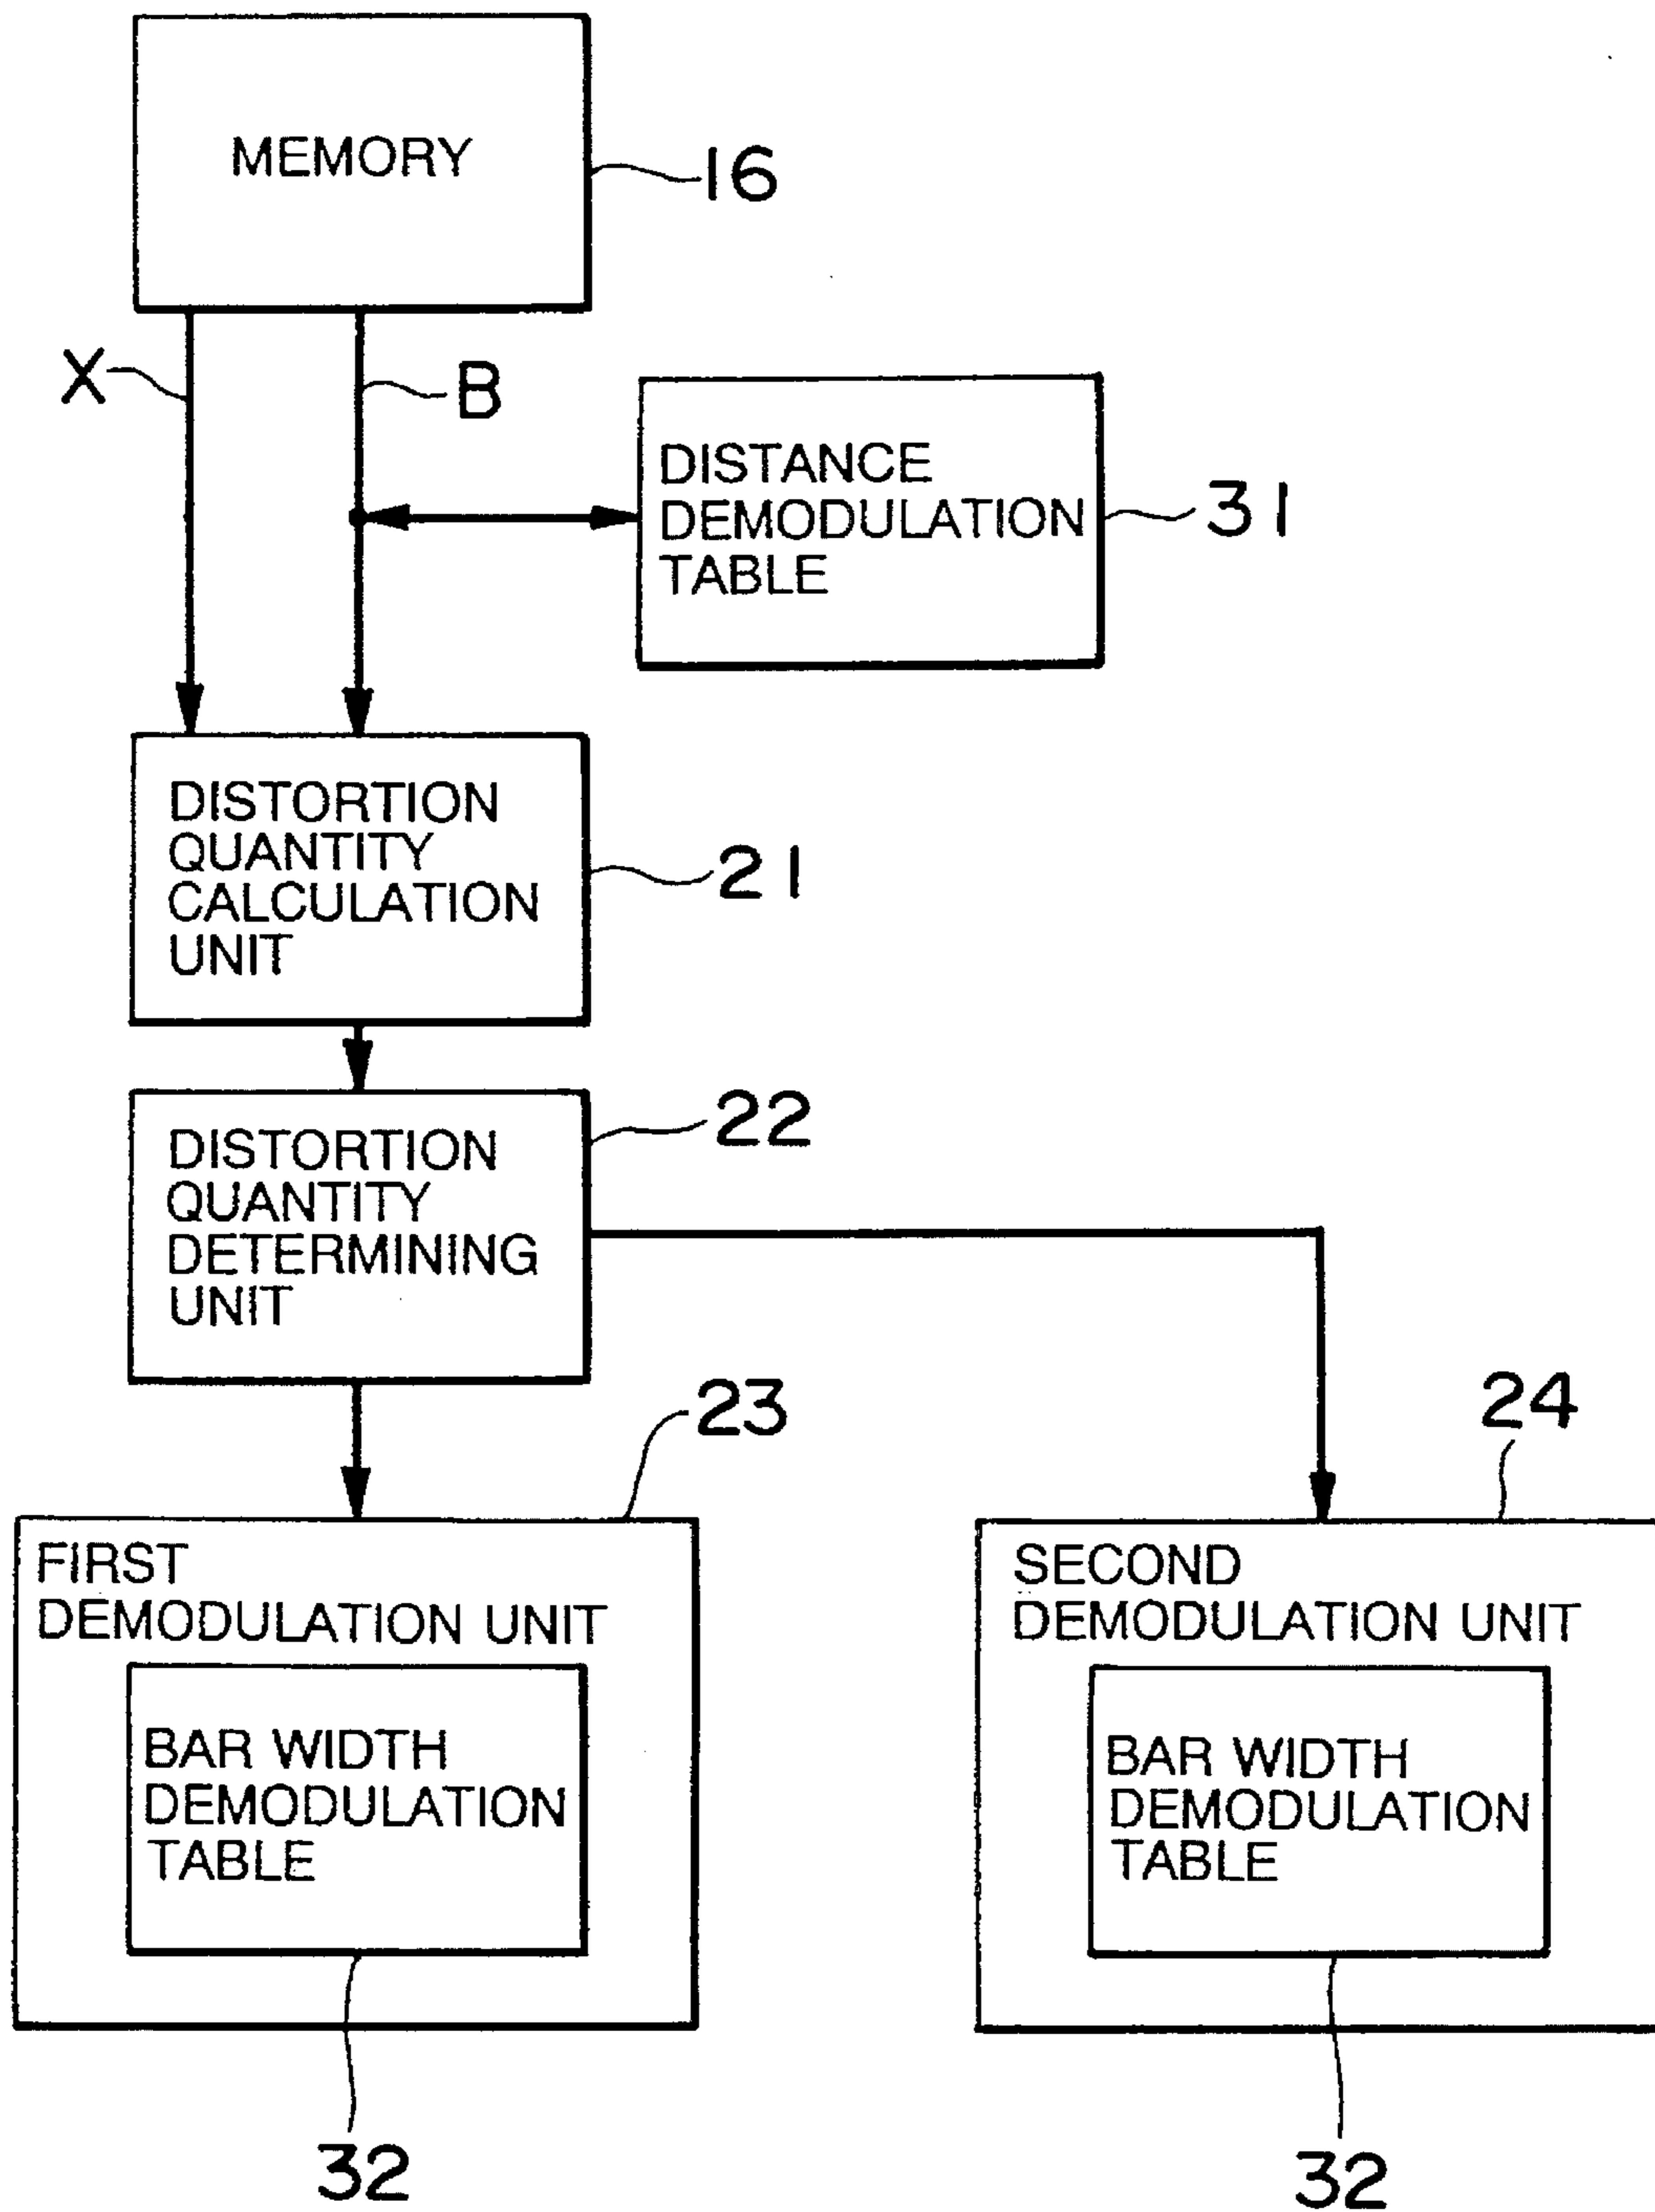 MEMORY
16
X
B
DISTANCE
DEMODULATION
TABLE
31
DISTORTION
QUANTITY
CALCULATION
UNIT
21
DISTORTION
QUANTITY
DETERMINING
UNIT
22
23
24
FIRST
DEMODULATION UNIT
BAR WIDTH
DEMODULATION
TABLE
32
SECOND
DEMODULATION UNIT
BAR WIDTH
DEMODULATION
TABLE
32